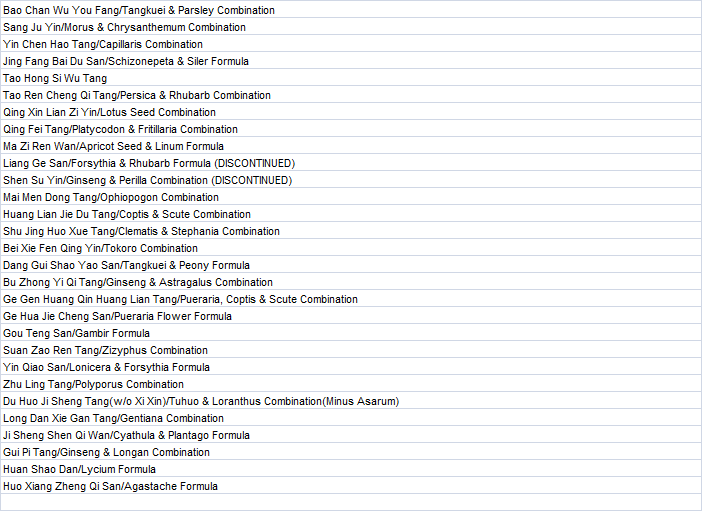 Bao Chan Wu You Fang/Tangkuei & Parsley Combination
Sang Ju Yin/Morus & Chrysanthemum Combination
Yin Chen Hao Tang/Capillaris Combination
Jing Fang Bai Du San/Schizonepeta & Siler Formula
Tao Hong Si Wu Tang
Tao Ren Cheng Qi Tang/Persica & Rhubarb Combination
Qing Xin Lian Zi Yin/Lotus Seed Combination
Qing Fei Tang/Platycodon & Fritillaria Combination
Ma Zi Ren Wan/Apricot Seed & Linum Formula
Liang Ge San/Forsythia & Rhubarb Formula (DISCONTINUED)
Shen Su Yin/Ginseng & Perilla Combination (DISCONTINUED)
Mai Men Dong Tang/Ophiopogon Combination
Huang Lian Jie Du Tang/Coptis & Scute Combination
Shu Jing Huo Xue Tang/Clematis & Stephania Combination
Bei Xie Fen Qing Yin/Tokoro Combination
Dang Gui Shao Yao San/Tangkuei & Peony Formula
Bu Zhong Yi Qi Tang/Ginseng & Astragalus Combination
Ge Gen Huang Qin Huang Lian Tang/Pueraria, Coptis & Scute Combination
Ge Hua Jie Cheng San/Pueraria Flower Formula
Gou Teng San/Gambir Formula
Suan Zao Ren Tang/Zizyphus Combination
Yin Qiao San/Lonicera & Forsythia Formula
Zhu Ling Tang/Polyporus Combination
Du Huo Ji Sheng Tang(w/o Xi Xin)/Tuhuo & Loranthus Combination(Minus Asarum)
Long Dan Xie Gan Tang/Gentiana Combination
Ji Sheng Shen Qi Wan/Cyathula & Plantago Formula
Gui Pi Tang/Ginseng & Longan Combination
Huan Shao Dan/Lycium Formula
Huo Xiang Zheng Qi San/Agastache Formula